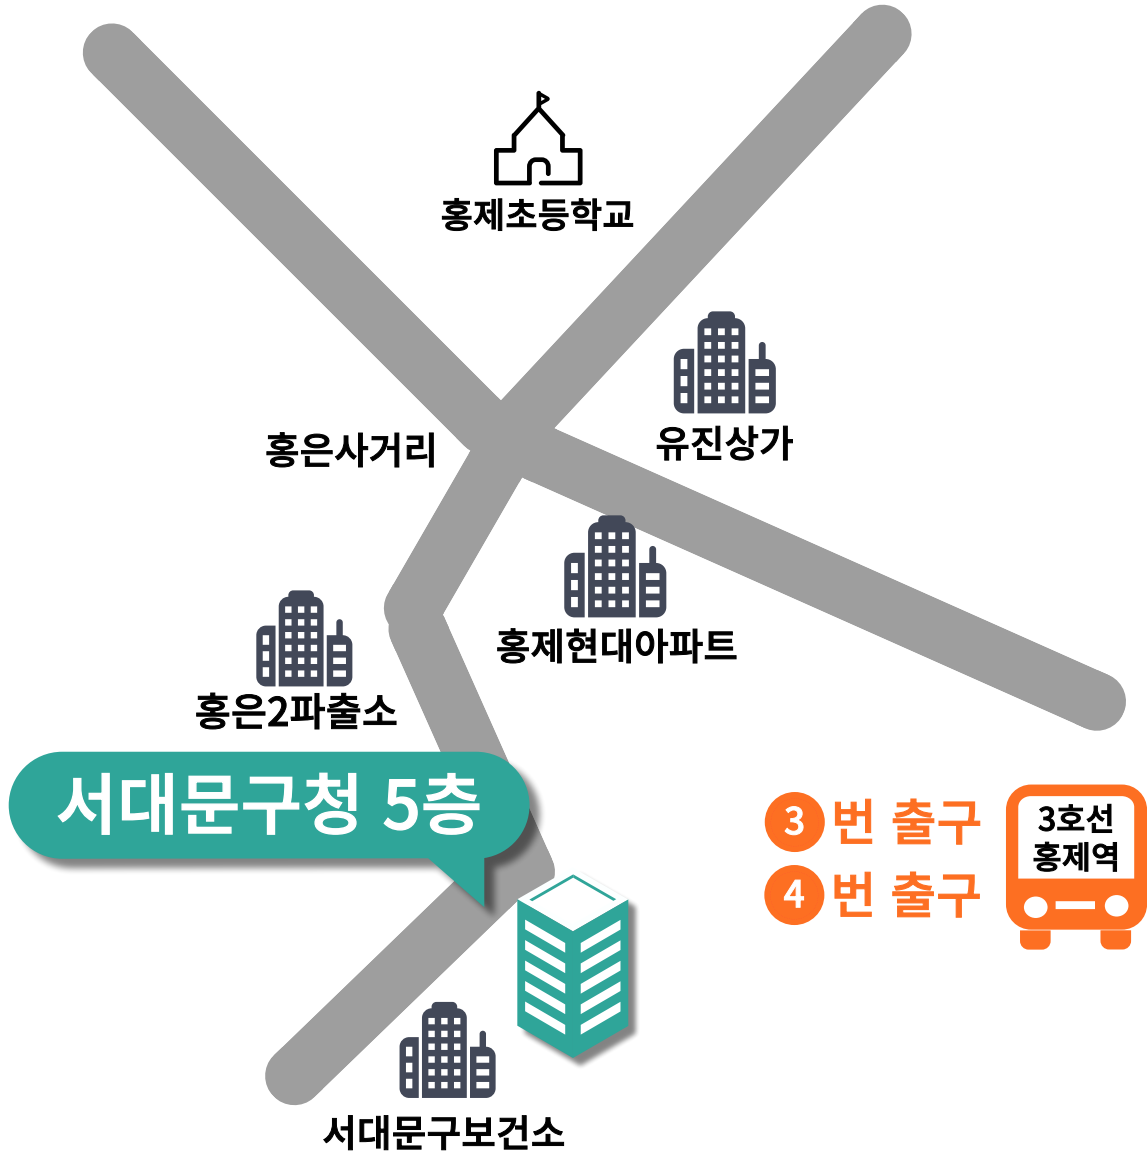 홍제초등학교
유진상가
홍은사거리
홍제현대아파트
홍은2파출소
서대문구청 5층
3 번 출구
4 번 출구
3호선
홍제역
서대문구보건소